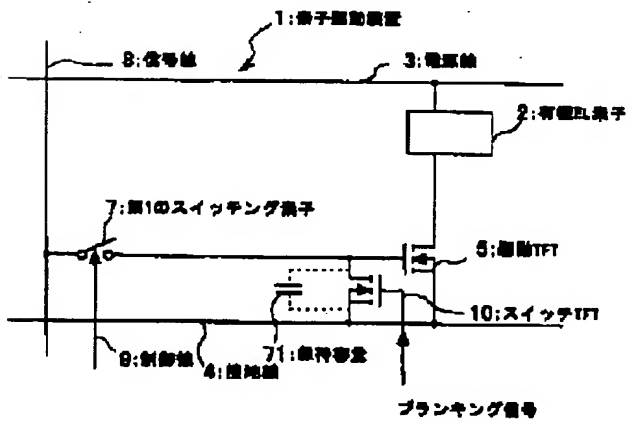 1:素子駆動装置
8:信号線
3:電源線
2:有機EL素子
7:第1のスイッチング素子
5:駆動TFT
10:スイッチTFT
71:保持容量
9:制御線
4:接地線
ブランキング信号